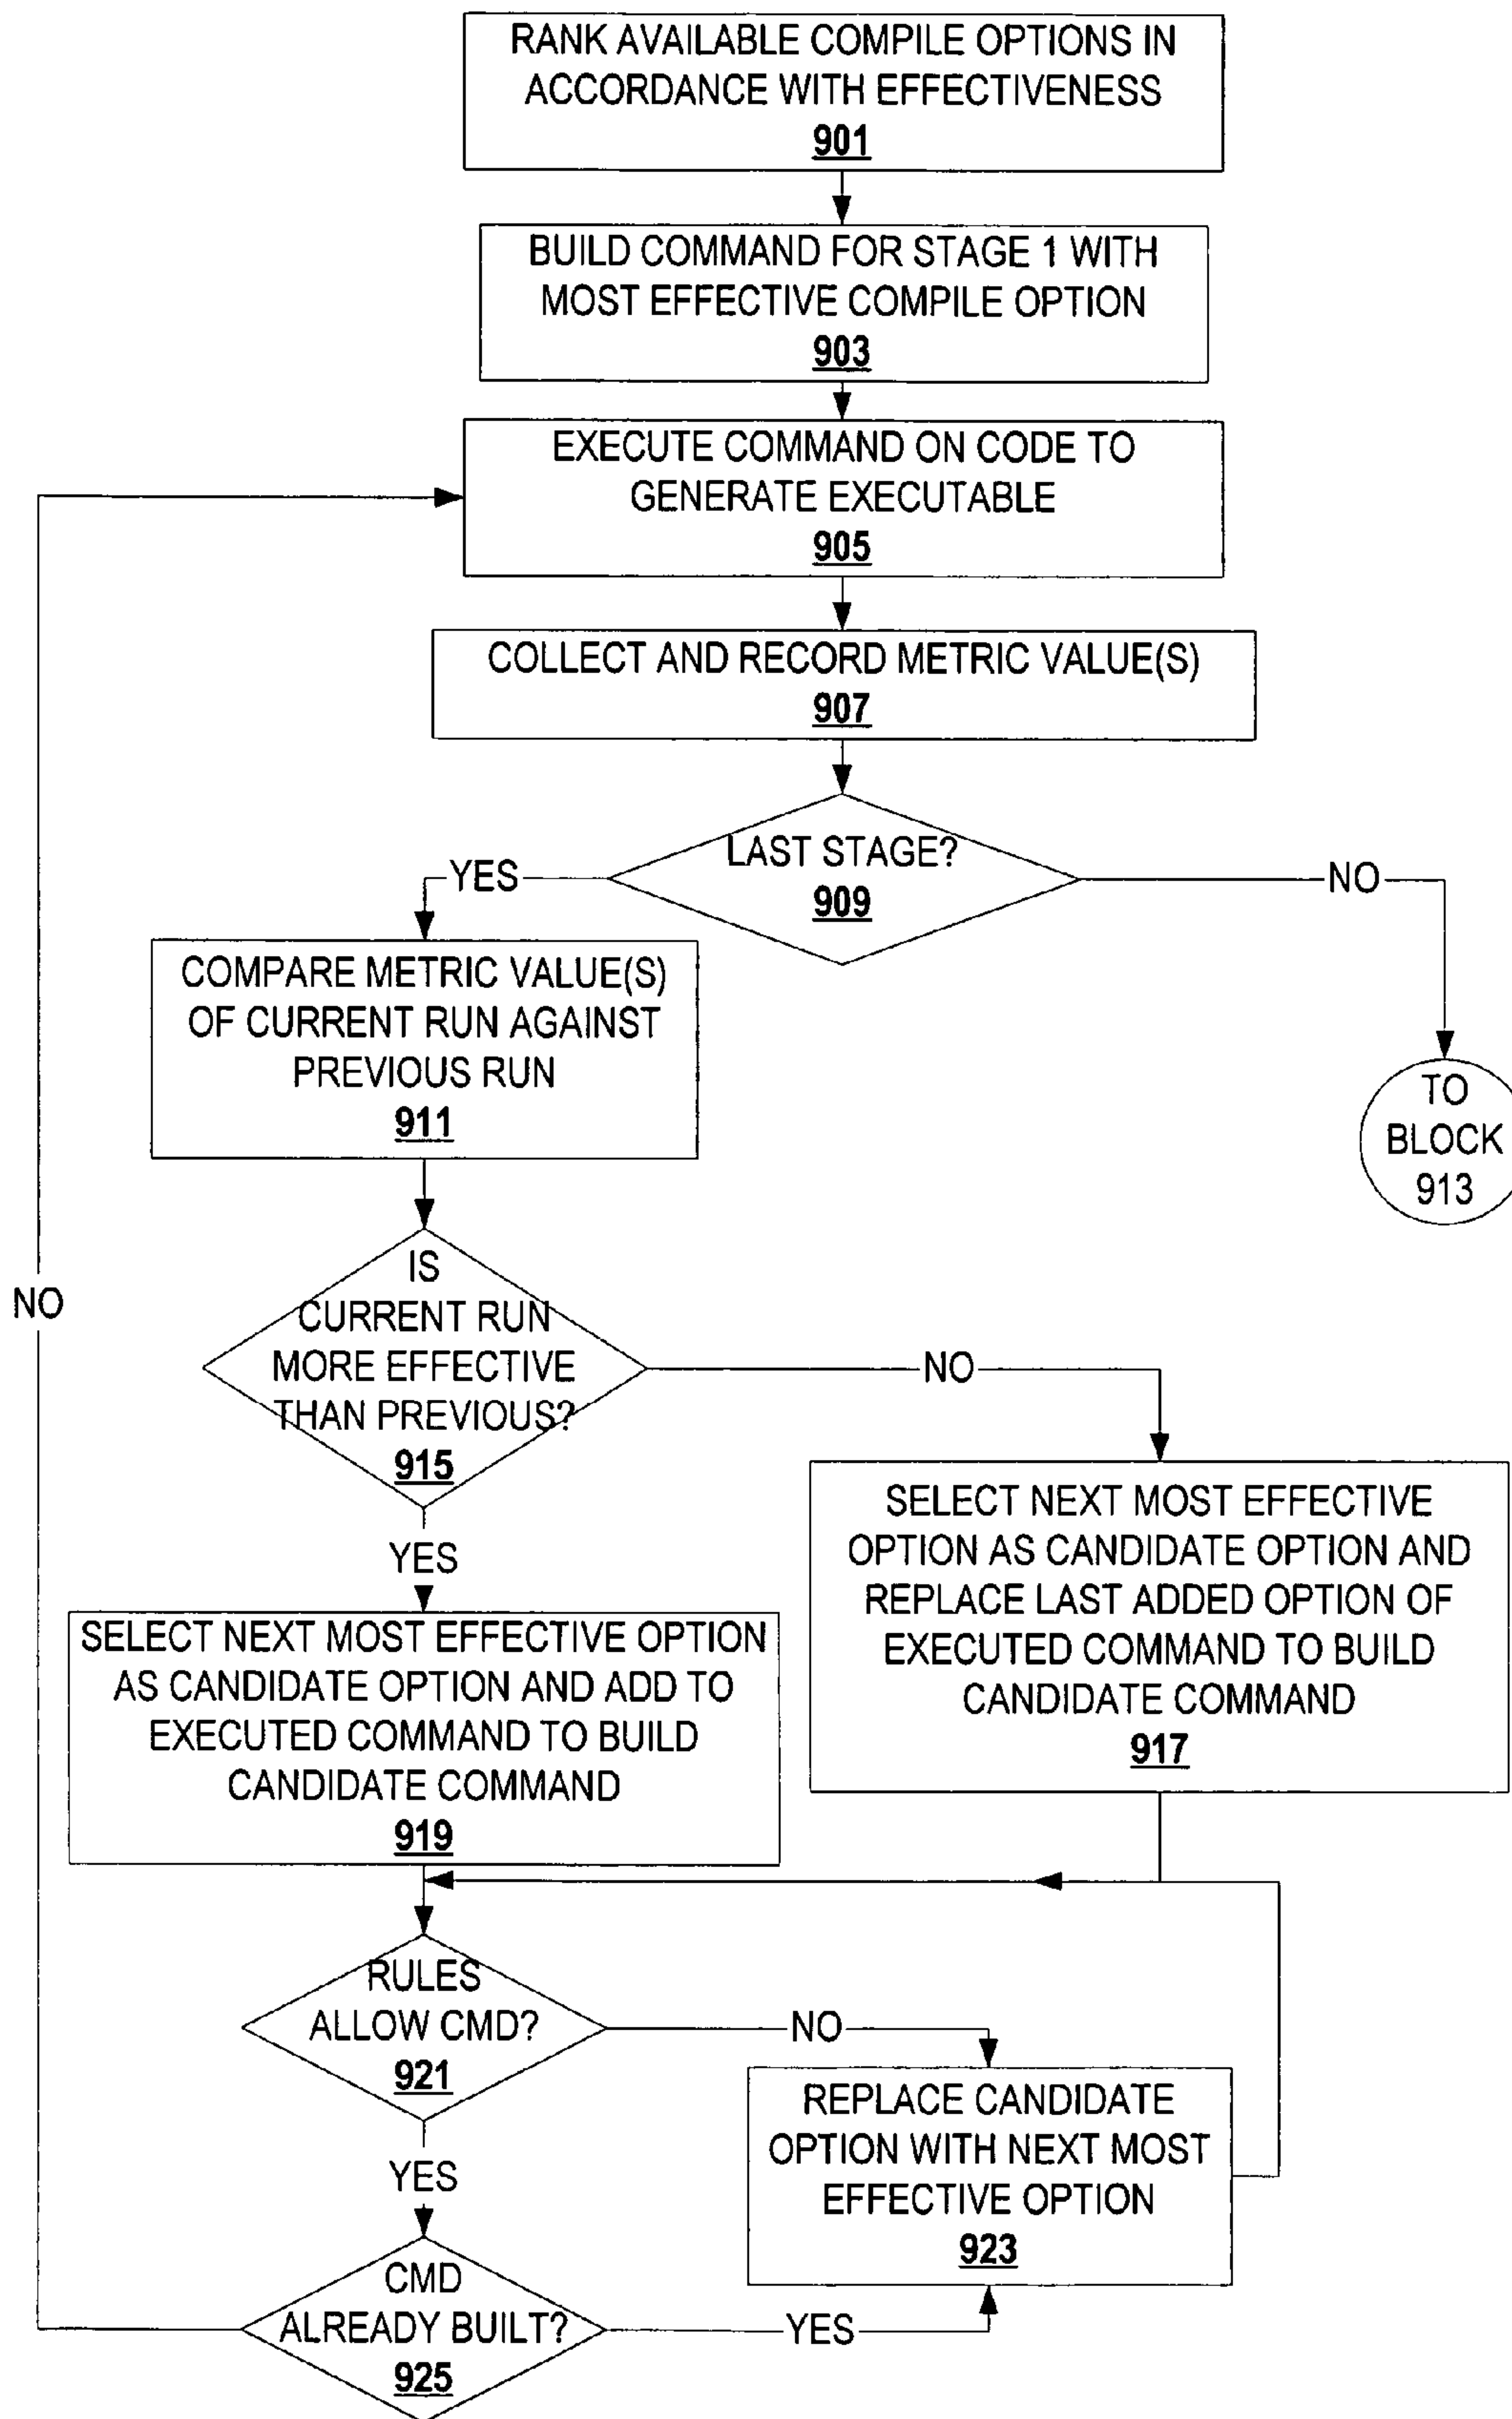 RANK AVAILABLE COMPILE OPTIONS IN
ACCORDANCE WITH EFFECTIVENESS
901
BUILD COMMAND FOR STAGE 1 WITH
MOST EFFECTIVE COMPILE OPTION
903
EXECUTE COMMAND ON CODE TO
GENERATE EXECUTABLE
905
COLLECT AND RECORD METRIC VALUE(S)
907
LAST STAGE?
909
YES
NO
COMPARE METRIC VALUE(S)
OF CURRENT RUN AGAINST
PREVIOUS RUN
911
TO
BLOCK
913
IS
CURRENT RUN
MORE EFFECTIVE
THAN PREVIOUS?
915
NO
NO
YES
SELECT NEXT MOST EFFECTIVE
OPTION AS CANDIDATE OPTION AND
REPLACE LAST ADDED OPTION OF
EXECUTED COMMAND TO BUILD
CANDIDATE COMMAND
917
SELECT NEXT MOST EFFECTIVE OPTION
AS CANDIDATE OPTION AND ADD TO
EXECUTED COMMAND TO BUILD
CANDIDATE COMMAND
919
RULES
ALLOW CMD?
921
NO
YES
REPLACE CANDIDATE
OPTION WITH NEXT MOST
EFFECTIVE OPTION
923
CMD
ALREADY BUILT?
925
YES